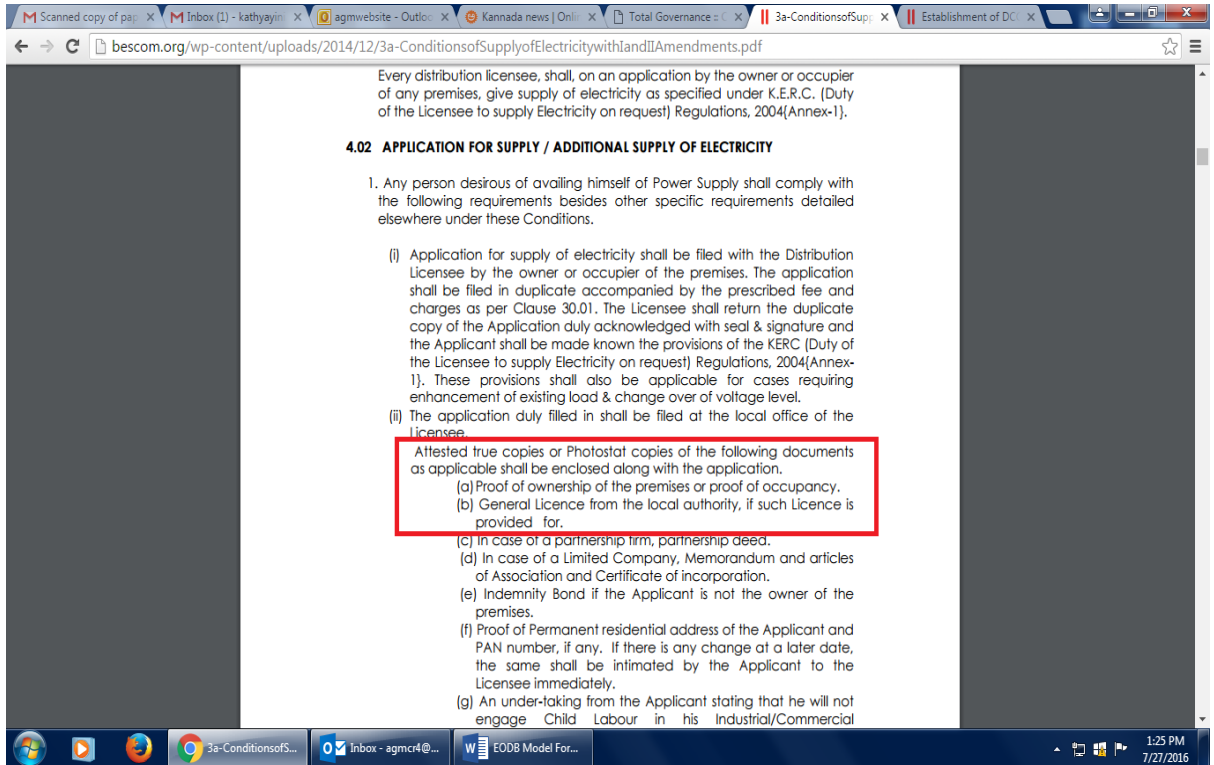 Scanned copy of pap
Inbox (1) - kathyayini
agmwebsite - Outloo
Kannada news | Onli
Total Governance :: C
3a-ConditionsofSupp
Establishment of DC
bescom.org/wp-content/uploads/2014/12/3a-ConditionsofSupplyofElectricitywithIandIIAmendments.pdf
Every distribution licensee, shall, on an application by the owner or occupier
of any premises, give supply of electricity as specified under K.E.R.C. (Duty
of the Licensee to supply Electricity on request) Regulations, 2004{Annex-1}.
4.02 APPLICATION FOR SUPPLY / ADDITIONAL SUPPLY OF ELECTRICITY
1. Any person desirous of availing himself of Power Supply shall comply with
the following requirements besides other specific requirements detailed
elsewhere under these Conditions.
(i) Application for supply of electricity shall be filed with the Distribution
Licensee by the owner or occupier of the premises. The application
shall be filed in duplicate accompanied by the prescribed fee and
charges as per Clause 30.01. The Licensee shall return the duplicate
copy of the Application duly acknowledged with seal & signature and
the Applicant shall be made known the provisions of the KERC (Duty of
the Licensee to supply Electricity on request) Regulations, 2004{Annex-
1}. These provisions shall also be applicable for cases requiring
enhancement of existing load & change over of voltage level.
(ii) The application duly filled in shall be filed at the local office of the
Licensee.
Attested true copies or Photostat copies of the following documents
as applicable shall be enclosed along with the application.
(a) Proof of ownership of the premises or proof of occupancy.
(b) General Licence from the local authority, if such Licence is
provided for.
(c) In case of a partnership firm, partnership deed.
(d) In case of a Limited Company, Memorandum and articles
of Association and Certificate of incorporation.
(e) Indemnity Bond if the Applicant is not the owner of the
premises.
(f) Proof of Permanent residential address of the Applicant and
PAN number, if any. If there is any change at a later date,
the same shall be intimated by the Applicant to the
Licensee immediately.
(g) An under-taking from the Applicant stating that he will not
engage Child Labour in his Industrial/Commercial
3a-ConditionsofS...
Inbox - agmcr4@...
EODB Model For...
1:25 PM
7/27/2016